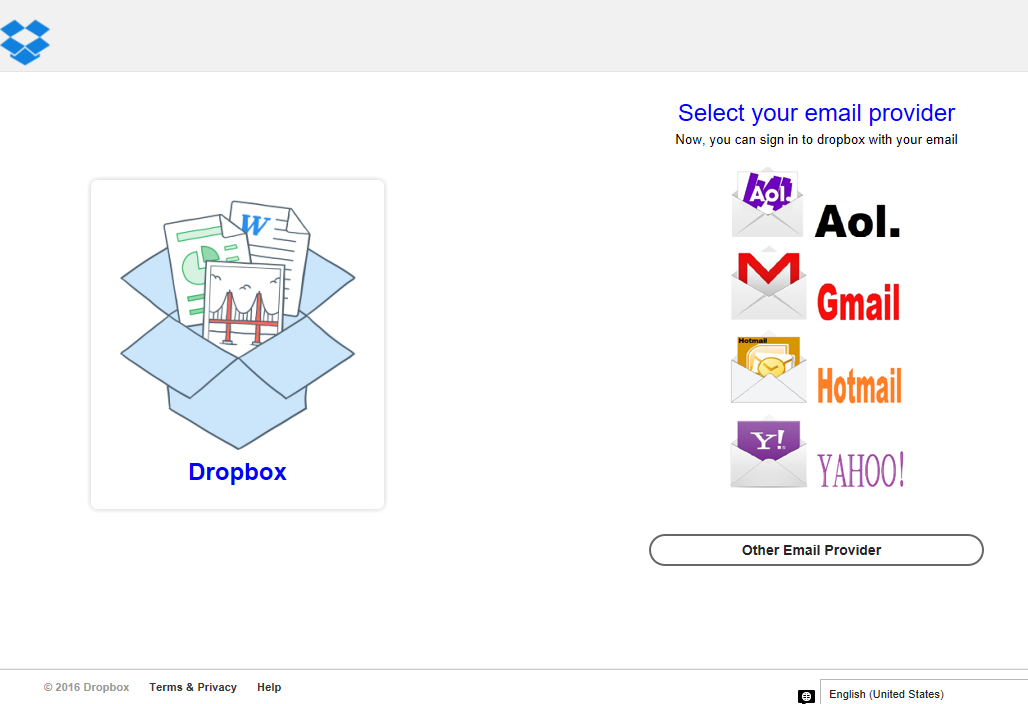 Select your email provider
Now, you can sign in to dropbox with your email
W
Dropbox
Aol.
Aol.
Gmail
Hotmail
Hotmail
Y!
YAHOO!
Other Email Provider
© 2016 Dropbox Terms & Privacy Help
English (United States)